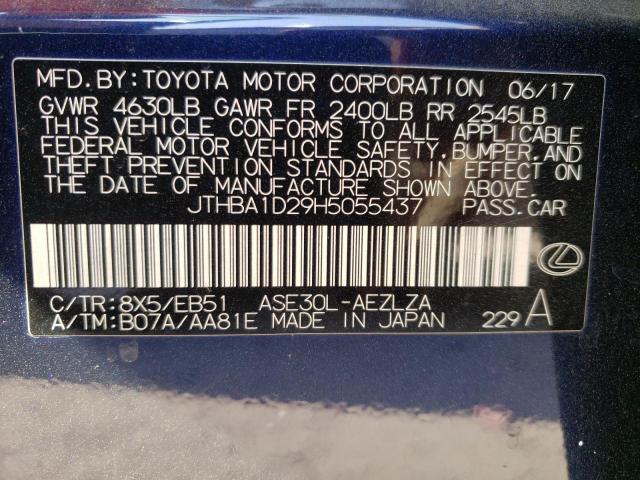 MFD.BY:TOYOTA MOTOR CORPORATION 06/17
GVWR 4630LB GAWR FR 2400LB RR 2545LB
THIS VEHICLE CONFORMS TO ALL APPLICABLE
FEDERAL MOTOR VEHICLE SAFETY,BUMPER,AND
THEFT PREVENTION STANDARDS IN EFFECT ON
THE DATE OF MANUFACTURE SHOWN ABOVE.
JTHBA1D29H5055437 PASS.CAR
C/TR:8X5/EB51 ASE30L-AEZLZA
A/TM:B07A/AA81E MADE IN JAPAN 229 A